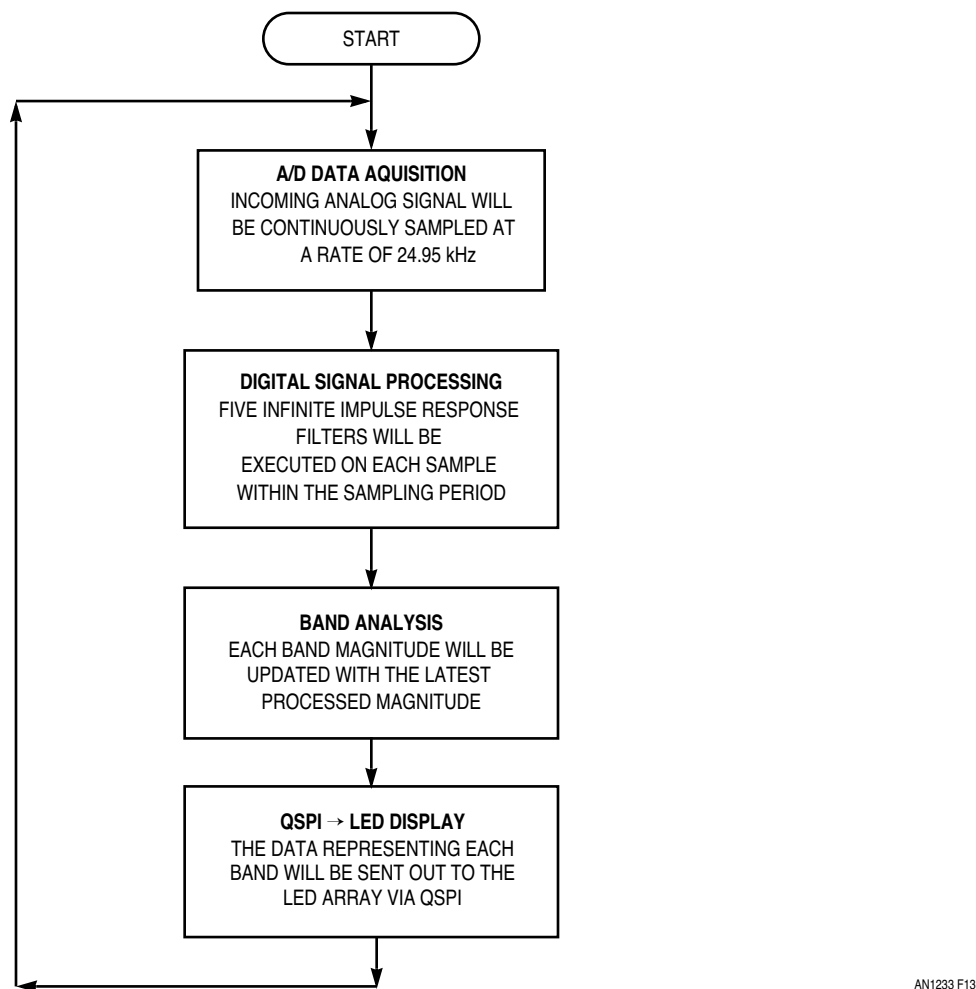 START
A/D DATA AQUISITION
INCOMING ANALOG SIGNAL WILL
BE CONTINUOUSLY SAMPLED AT
A RATE OF 24.95 kHz
DIGITAL SIGNAL PROCESSING
FIVE INFINITE IMPULSE RESPONSE
FILTERS WILL BE
EXECUTED ON EACH SAMPLE
WITHIN THE SAMPLING PERIOD
BAND ANALYSIS
EACH BAND MAGNITUDE WILL BE
UPDATED WITH THE LATEST
PROCESSED MAGNITUDE
QSPI → LED DISPLAY
THE DATA REPRESENTING EACH
BAND WILL BE SENT OUT TO THE
LED ARRAY VIA QSPI
AN1233 F13